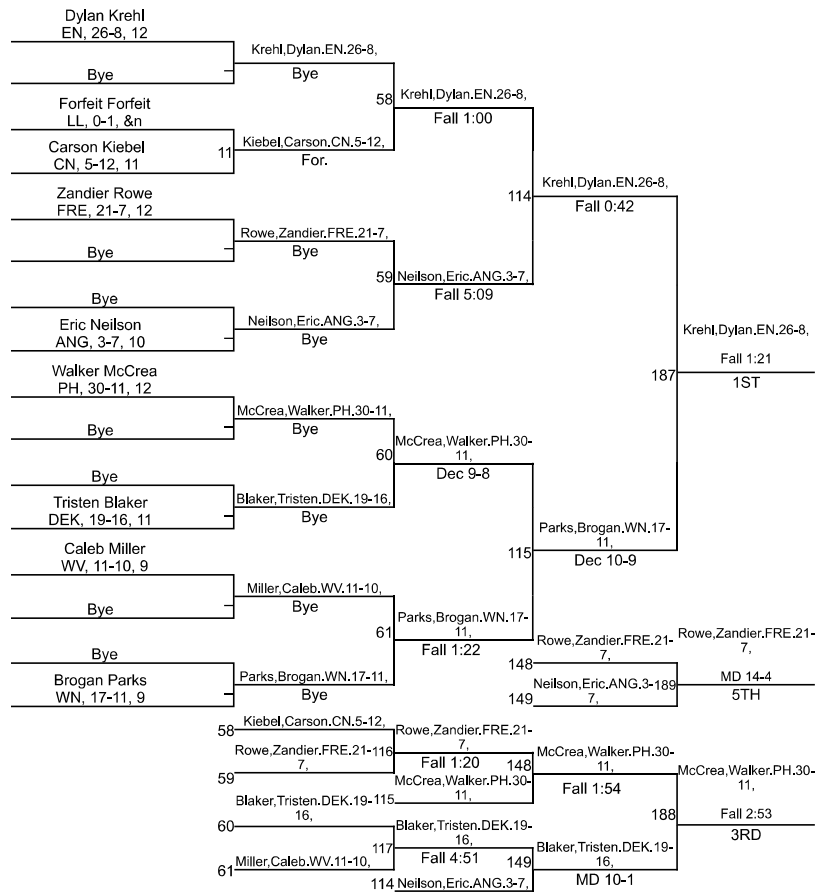 Dylan Krehl
EN, 26-8, 12
Bye
Forfeit Forfeit
LL, 0-1, &n
Carson Kiebel
CN, 5-12, 11
Zandier Rowe
FRE, 21-7, 12
Bye
Bye
Eric Neilson
ANG, 3-7, 10
Walker McCrea
PH, 30-11, 12
Bye
Bye
Tristen Blaker
DEK, 19-16, 11
Caleb Miller
WV, 11-10, 9
Bye
Bye
Brogan Parks
WN, 17-11, 9
Krehl,Dylan.EN.26-8,
Bye
11
Kiebel,Carson.CN.5-12,
For.
Rowe,Zandier.FRE.21-7,
Bye
Neilson,Eric.ANG.3-7,
Bye
McCrea,Walker.PH.30-11,
Bye
Blaker,Tristen.DEK.19-16,
Bye
Miller,Caleb.WV.11-10,
Bye
Parks,Brogan.WN.17-11,
Bye
58
Krehl,Dylan.EN.26-8,
Fall 1:00
59
Neilson,Eric.ANG.3-7,
Fall 5:09
60
McCrea,Walker.PH.30-
11,
Dec 9-8
61
Parks,Brogan.WN.17-
11,
Fall 1:22
114
Krehl,Dylan.EN.26-8,
Fall 0:42
115
Parks,Brogan.WN.17-
11,
Dec 10-9
187
Krehl,Dylan.EN.26-8,
Fall 1:21
1ST
148
Rowe,Zandier.FRE.21-
7,
149
Neilson,Eric.ANG.3-
7,
189
Rowe,Zandier.FRE.21-
7,
MD 14-4
5TH
58
Kiebel,Carson.CN.5-12,
59
Rowe,Zandier.FRE.21-
7,
60
Blaker,Tristen.DEK.19-
16,
61
Miller,Caleb.WV.11-10,
116
Rowe,Zandier.FRE.21-
7,
Fall 1:20
115
McCrea,Walker.PH.30-
11,
117
Blaker,Tristen.DEK.19-
16,
Fall 4:51
114
Neilson,Eric.ANG.3-7,
148
McCrea,Walker.PH.30-
11,
Fall 1:54
149
Blaker,Tristen.DEK.19-
16,
MD 10-1
188
McCrea,Walker.PH.30-
11,
Fall 2:53
3RD